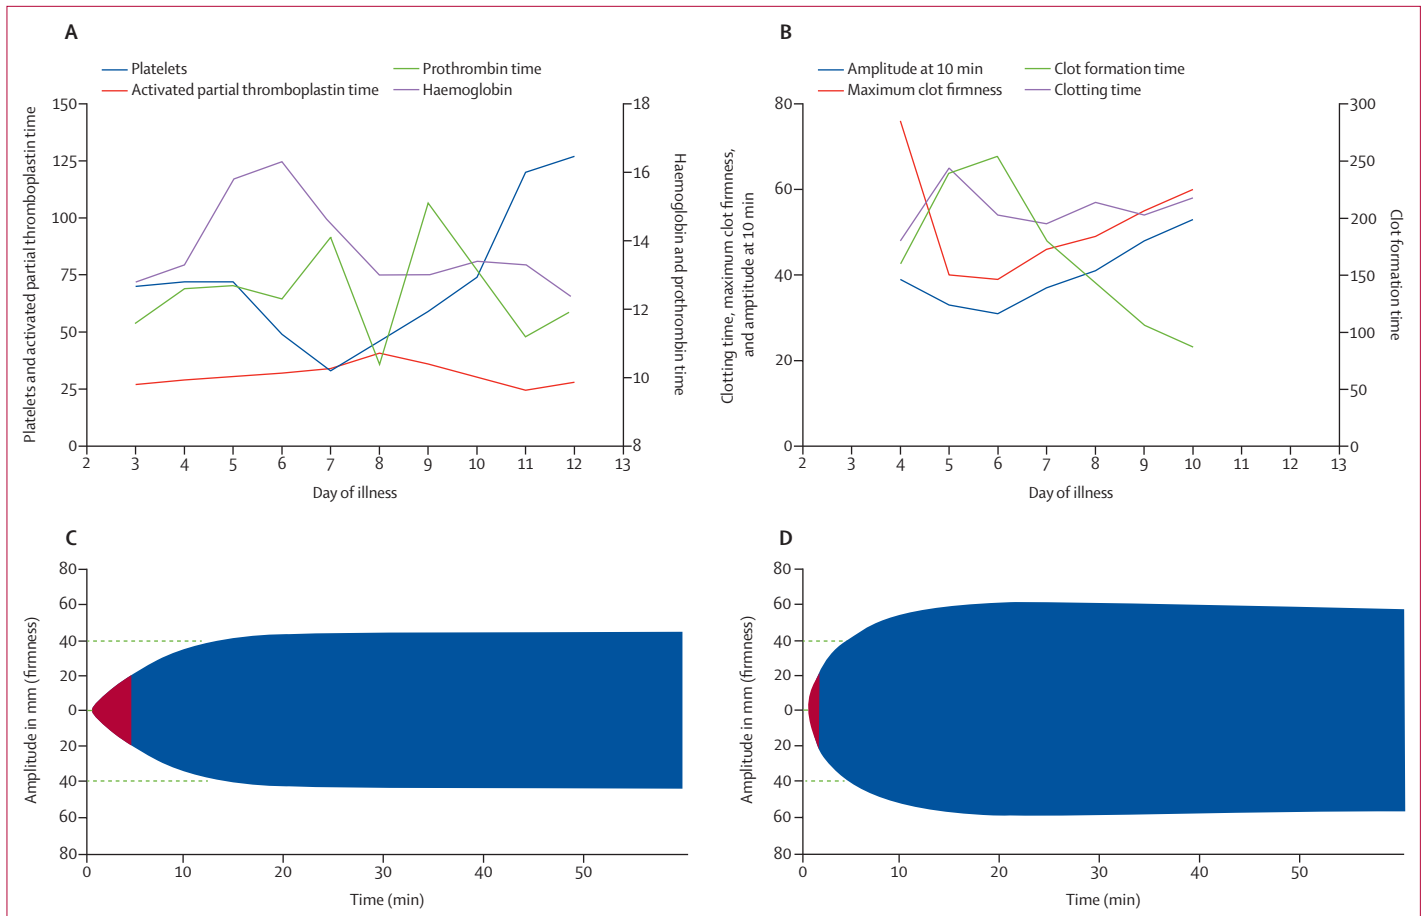 A
Platelets
Activated partial thromboplastin time
Prothrombin time
Haemoglobin
Platelets and activated partial thromboplastin time
150
125
100
75
50
25
0
18
16
14
12
10
8
Haemoglobin and prothrombin time
2 3 4 5 6 7 8 9 10 11 12 13
Day of illness
B
Amplitude at 10 min
Maximum clot firmness
Clot formation time
Clotting time
Clotting time, maximum clot firmness,
and amptitude at 10 min
80
60
40
20
0
300
250
200
150
100
50
0
Clot formation time
2 3 4 5 6 7 8 9 10 11 12 13
Day of illness
C
Amplitude in mm (firmness)
80
60
40
20
0
20
40
60
80
0 10 20 30 40 50
Time (min)
D
Amplitude in mm (firmness)
80
60
40
20
0
20
40
60
80
0 10 20 30 40 50
Time (min)